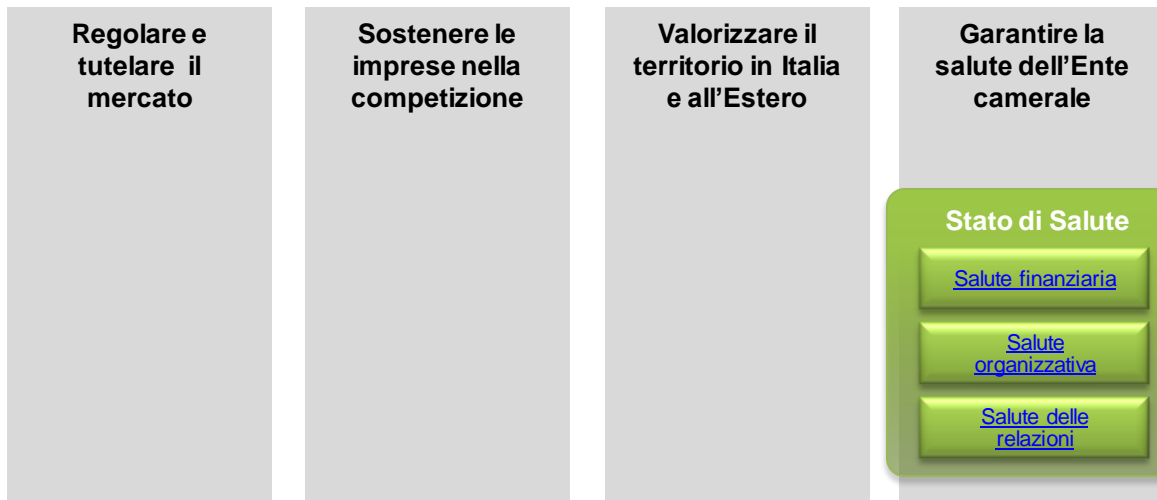 Regolare e
tutelare il
mercato
Sostenere le
imprese nella
competizione
Valorizzare il
territorio in Italia
e all’Estero
Garantire la
salute dell’Ente
camerale
Stato di Salute
Salute finanziaria
Salute
organizzativa
Salute delle
relazioni